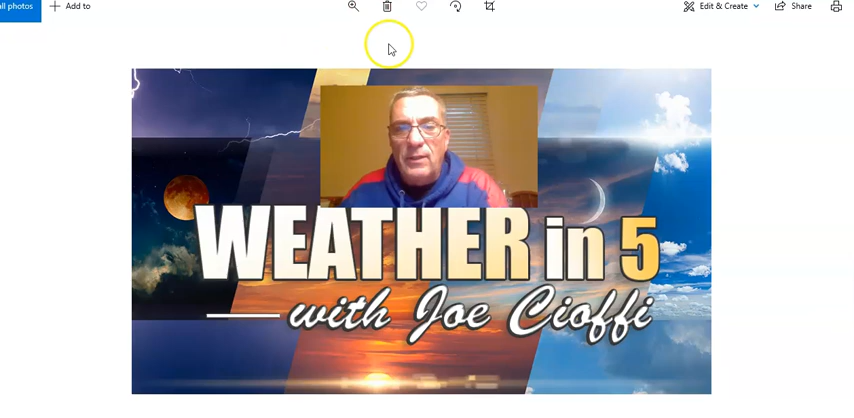 all photos
Add to
Edit & Create
Share
WEATHER in 5
with Joe Cioffi